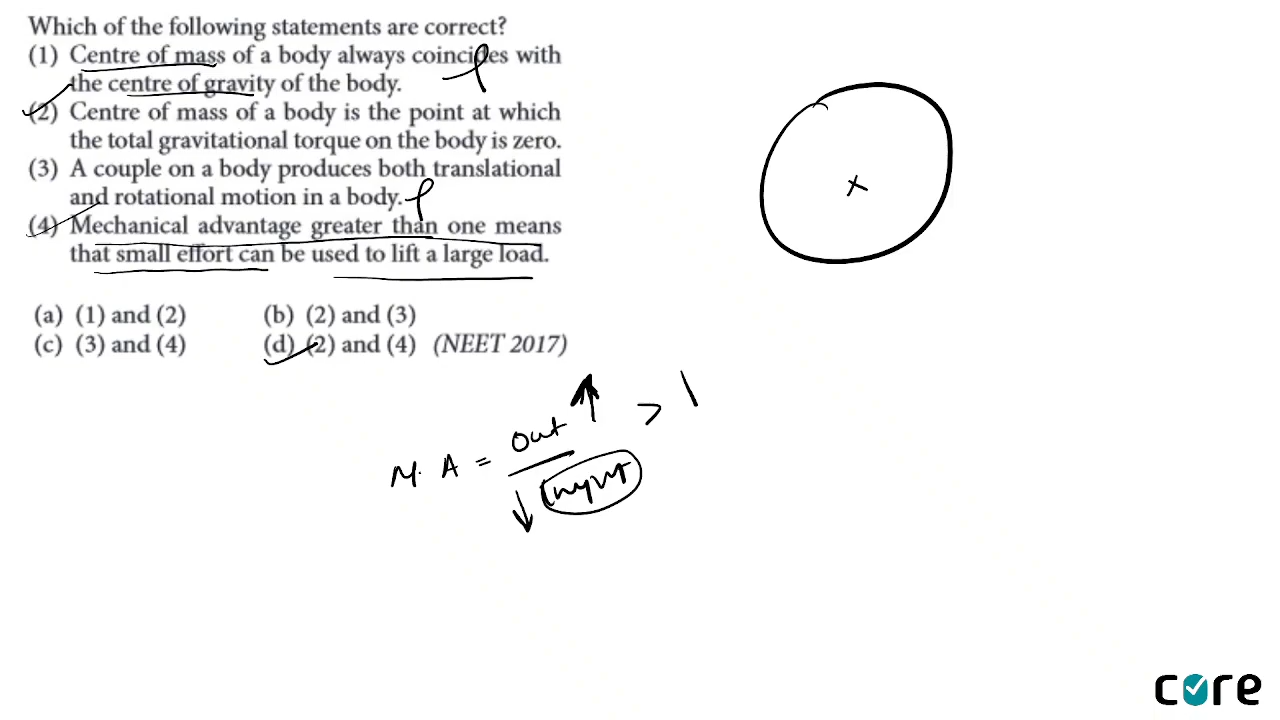 Which of the following statements are correct?
(1) Centre of mass of a body always coincides with
the centre of gravity of the body.
(2) Centre of mass of a body is the point at which
the total gravitational torque on the body is zero.
(3) A couple on a body produces both translational
and rotational motion in a body.
(4) Mechanical advantage greater than one means
that small effort can be used to lift a large load.
(a) (1) and (2) (b) (2) and (3)
(c) (3) and (4) (d) (2) and (4) (NEET 2017)
M. A = out / input > 1
core